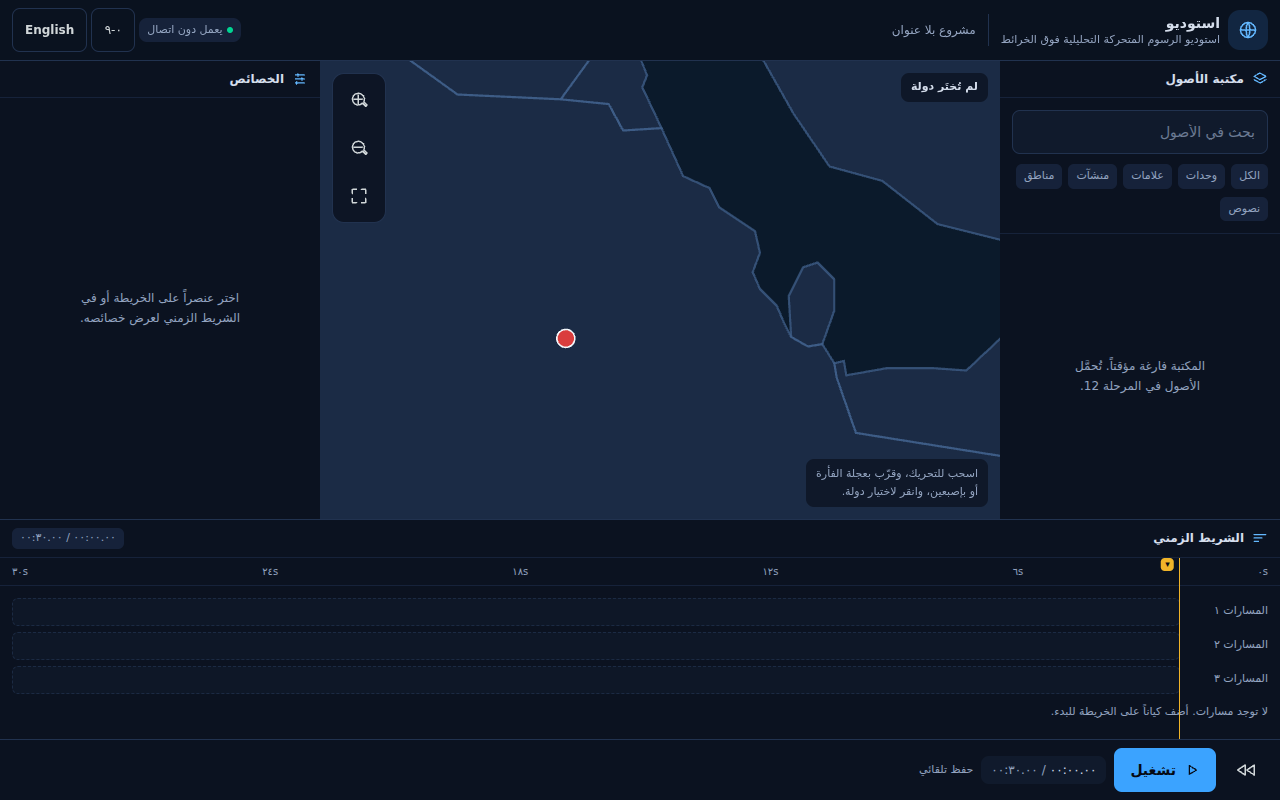 استوديو
استوديو الرسوم المتحركة التحليلية فوق الخرائط
مشروع بلا عنوان
يعمل دون اتصال
٩-٠
English
مكتبة الأصول
بحث في الأصول
الكل
وحدات
علامات
منشآت
مناطق
نصوص
المكتبة فارغة مؤقتاً. تُحمَّل
الأصول في المرحلة 12.
لم تُختَر دولة
اسحب للتحريك، وقرّب بعجلة الفأرة
أو بإصبعين، وانقر لاختيار دولة.
الخصائص
اختر عنصراً على الخريطة أو في
الشريط الزمني لعرض خصائصه.
الشريط الزمني
٠٠:٠٠.٠٠ / ٠٠:٣٠.٠٠
٠s
٦s
١٢s
١٨s
٢٤s
٣٠s
المسارات ١
المسارات ٢
المسارات ٣
لا توجد مسارات. أضف كياناً على الخريطة للبدء.
تشغيل
٠٠:٠٠.٠٠ / ٠٠:٣٠.٠٠
حفظ تلقائي